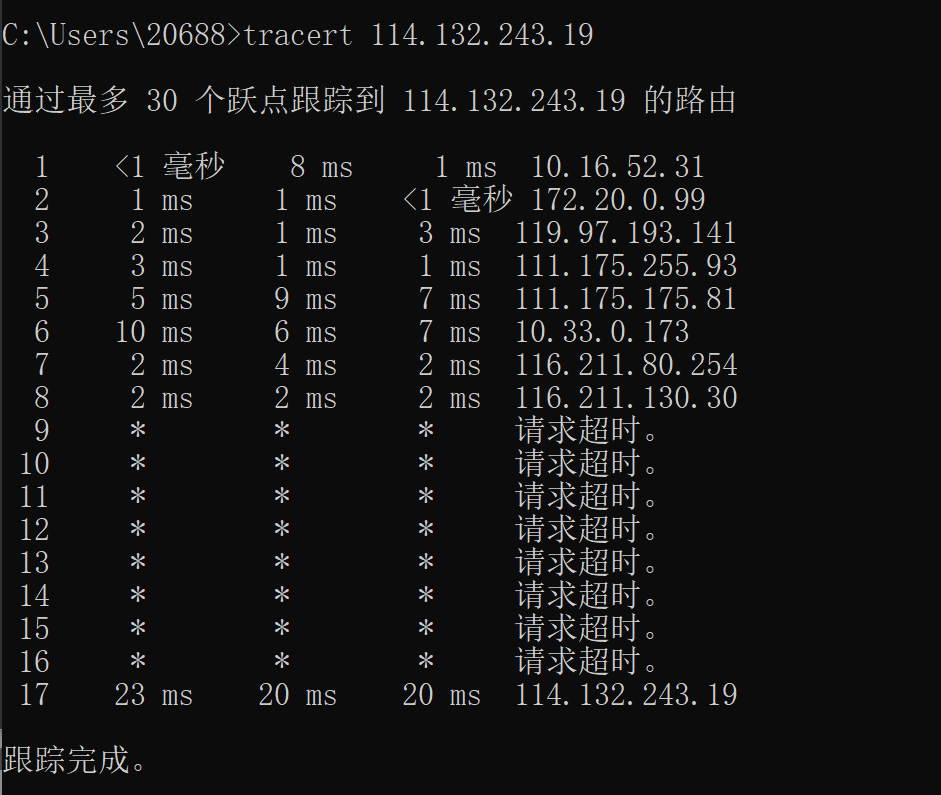 C:\Users\20688>tracert 114.132.243.19
通过最多 30 个跃点跟踪到 114.132.243.19 的路由
1 <1 毫秒 8 ms 1 ms 10.16.52.31
2 1 ms 1 ms <1 毫秒 172.20.0.99
3 2 ms 1 ms 3 ms 119.97.193.141
4 3 ms 1 ms 1 ms 111.175.255.93
5 5 ms 9 ms 7 ms 111.175.175.81
6 10 ms 6 ms 7 ms 10.33.0.173
7 2 ms 4 ms 2 ms 116.211.80.254
8 2 ms 2 ms 2 ms 116.211.130.30
9 * * * 请求超时。
10 * * * 请求超时。
11 * * * 请求超时。
12 * * * 请求超时。
13 * * * 请求超时。
14 * * * 请求超时。
15 * * * 请求超时。
16 * * * 请求超时。
17 23 ms 20 ms 20 ms 114.132.243.19
跟踪完成。